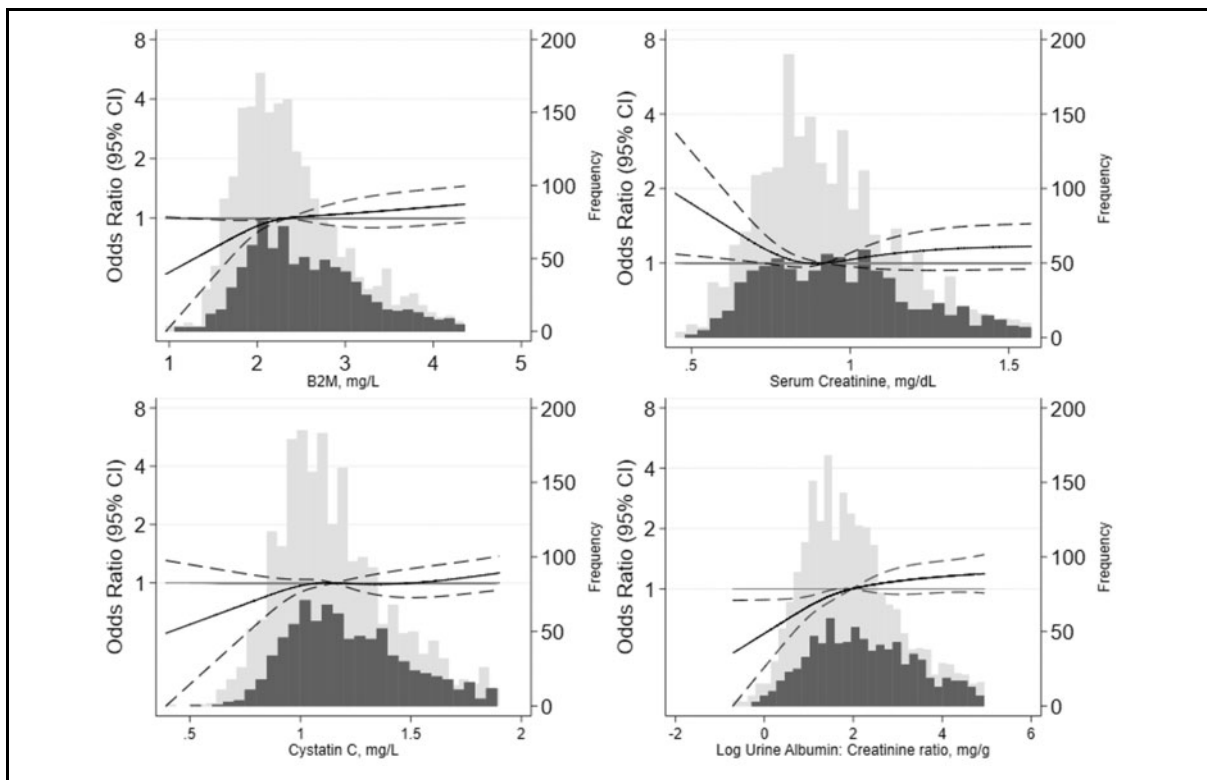 Odds Ratio (95% CI)
8
4
2
1
200
150
100
50
0
Frequency
1 2 3 4 5
B2M, mg/L
Odds Ratio (95% CI)
8
4
2
1
200
150
100
50
0
Frequency
.5 1 1.5
Serum Creatinine, mg/dL
Odds Ratio (95% CI)
8
4
2
1
200
150
100
50
0
Frequency
.5 1 1.5 2
Cystatin C, mg/L
Odds Ratio (95% CI)
8
4
2
1
200
150
100
50
0
Frequency
-2 0 2 4 6
Log Urine Albumin: Creatinine ratio, mg/g